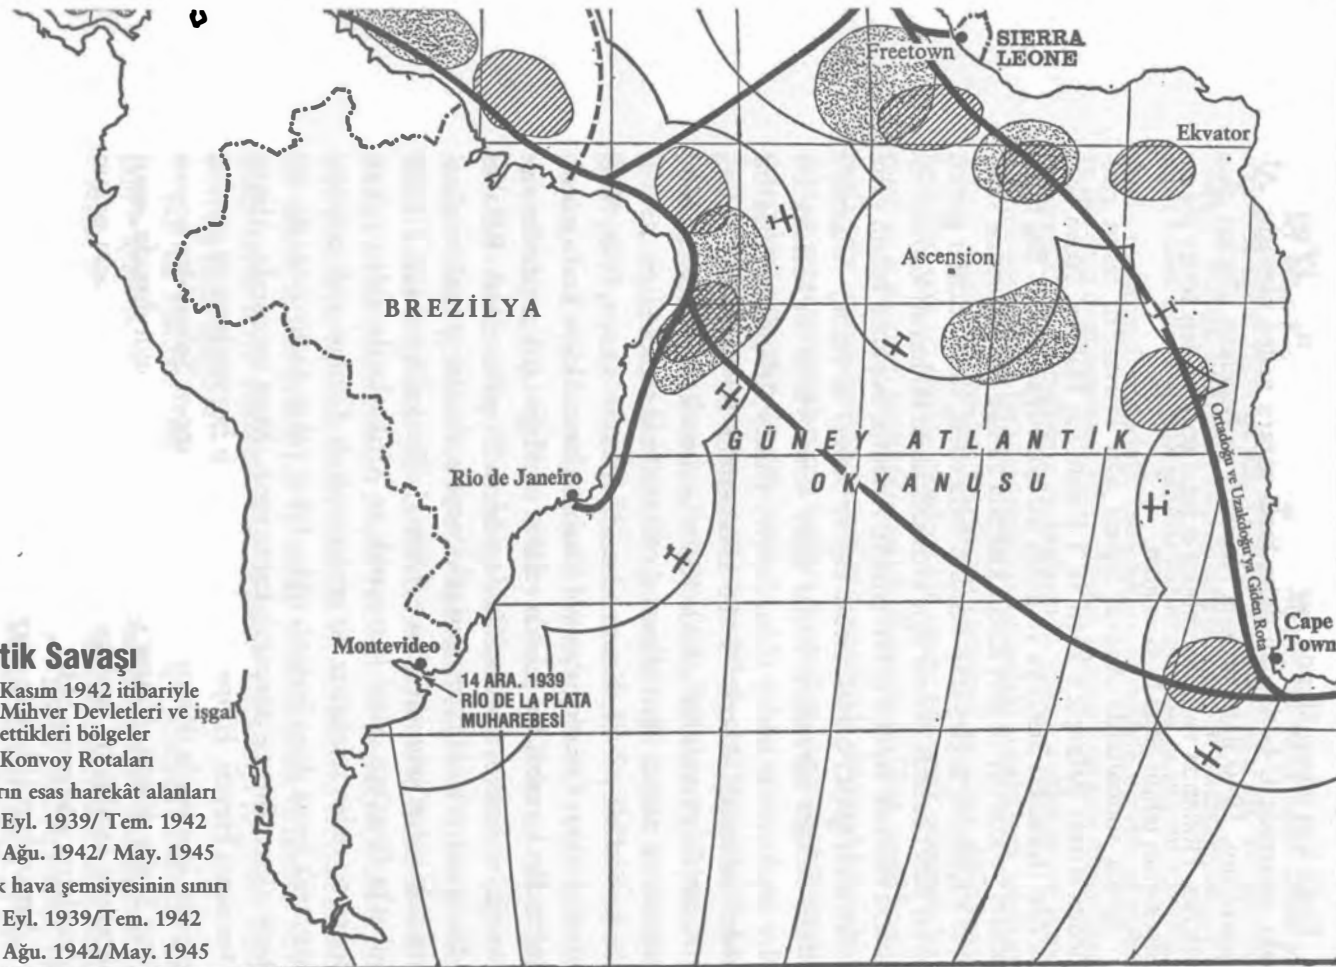 Freetown
SIERRA
LEONE
Ekvator
Ascension
BREZİLYA
GÜNEY ATLANTİK
OKYANUSU
Ortadoğu ve Uzakdoğu'ya Giden Rota
Rio de Janeiro
Cape
Town
Montevideo
14 ARA. 1939
RİO DE LA PLATA
MUHAREBESİ
tik Savaşı
Kasım 1942 itibariyle
Mihver Devletleri ve işgal
ettikleri bölgeler
Konvoy Rotaları
rın esas harekât alanları
Eyl. 1939/ Tem. 1942
Ağu. 1942/ May. 1945
k hava şemsiyesinin sınırı
Eyl. 1939/Tem. 1942
Ağu. 1942/May. 1945